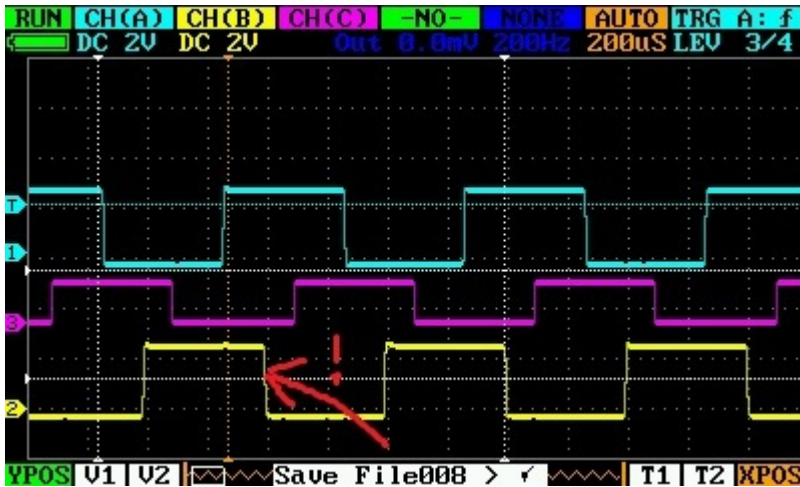 RUN CH(A) CH(B) CH(C) -NO- NONE AUTO TRG A: f
DC 2V DC 2V Out 0.0mV 200Hz 200uS LEV 3/4
T
1
3
!
2
YPOS V1 V2 Save File008 > ✓ T1 T2 XPOS